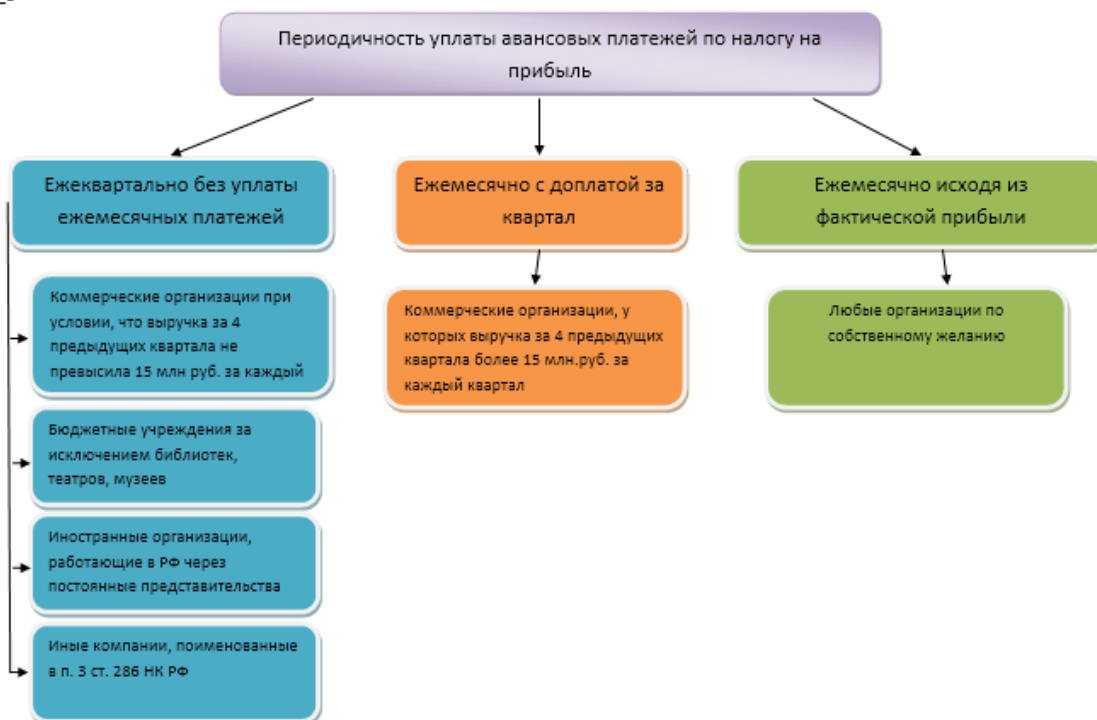 Периодичность уплаты авансовых платежей по налогу на
прибыль
Ежеквартально без уплаты
ежемесячных платежей
Коммерческие организации при
условии, что выручка за 4
предыдущих квартала не
превысила 15 млн руб. за каждый
Бюджетные учреждения за
исключением библиотек,
театров, музеев
Иностранные организации,
работающие в РФ через
постоянные представительства
Иные компании, поименованные
в п. 3 ст. 286 НК РФ
Ежемесячно с доплатой за
квартал
Коммерческие организации, у
которых выручка за 4 предыдущих
квартала более 15 млн.руб. за
каждый квартал
Ежемесячно исходя из
фактической прибыли
Любые организации по
собственному желанию